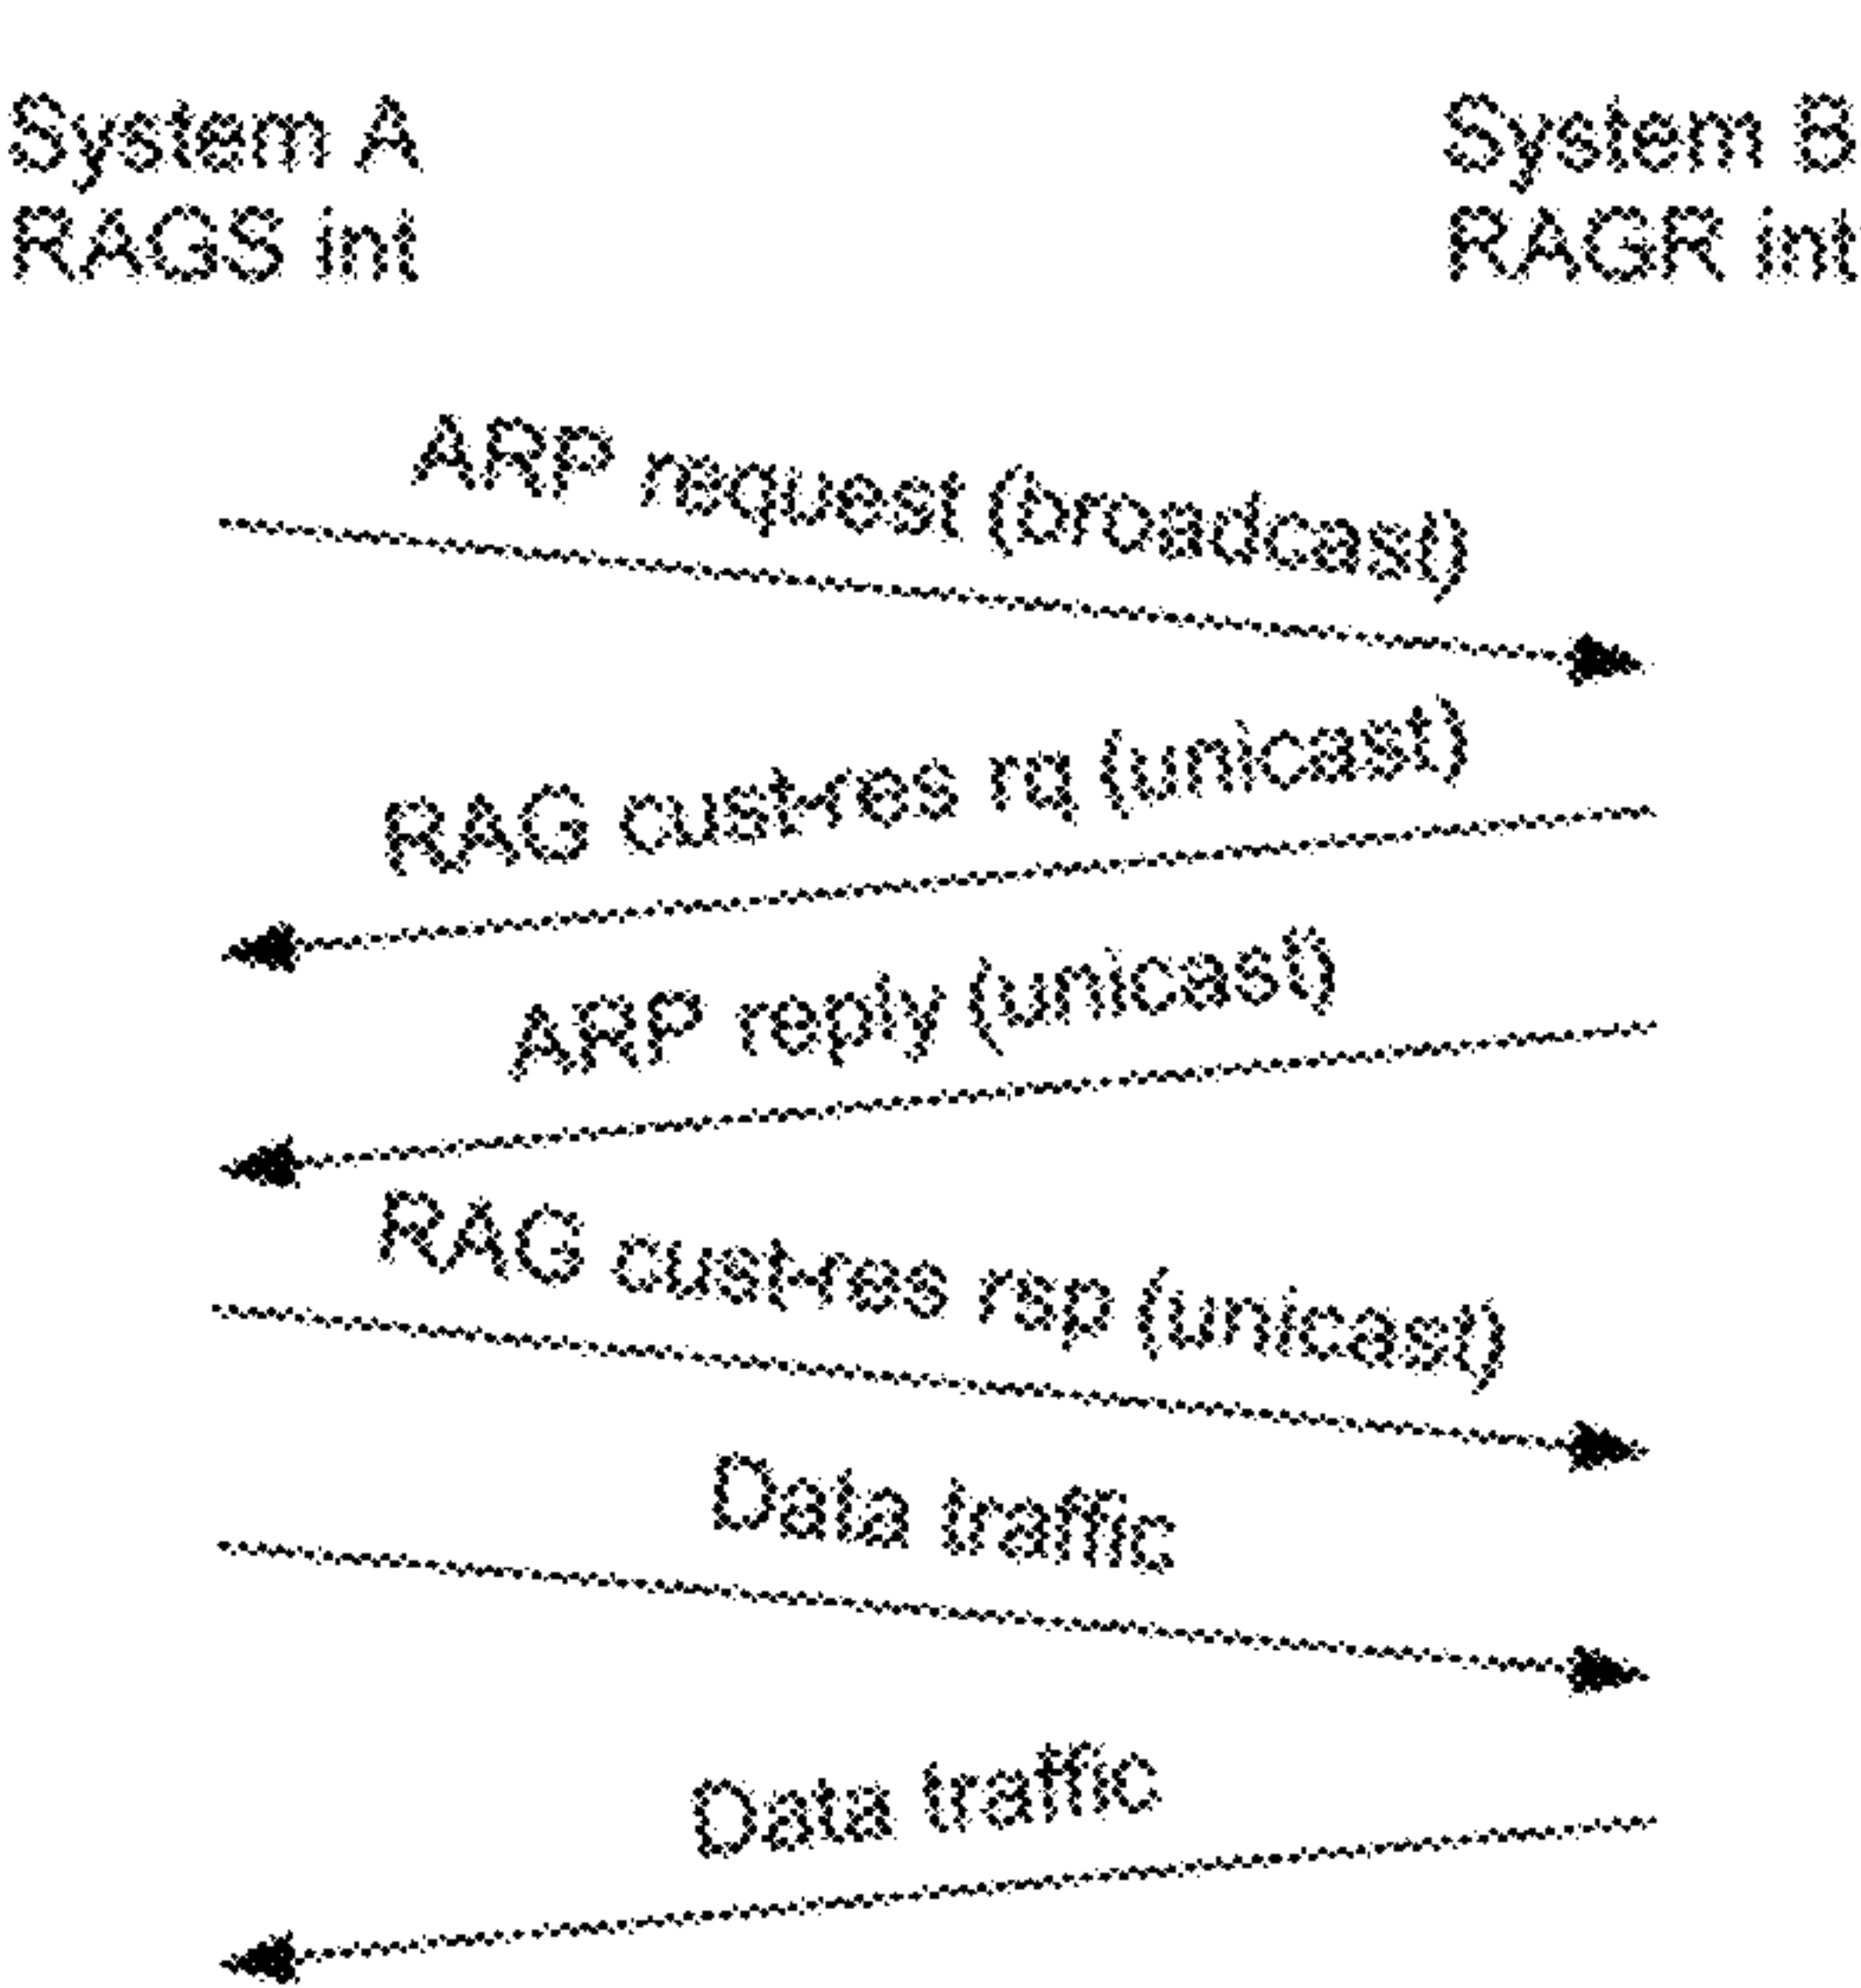 System A
RAGS int
System B
RAGR int
ARP request (broadcast)
RAG cust-res rq (unicast)
ARP reply (unicast)
RAG cust-res rsp (unicast)
Data traffic
Data traffic